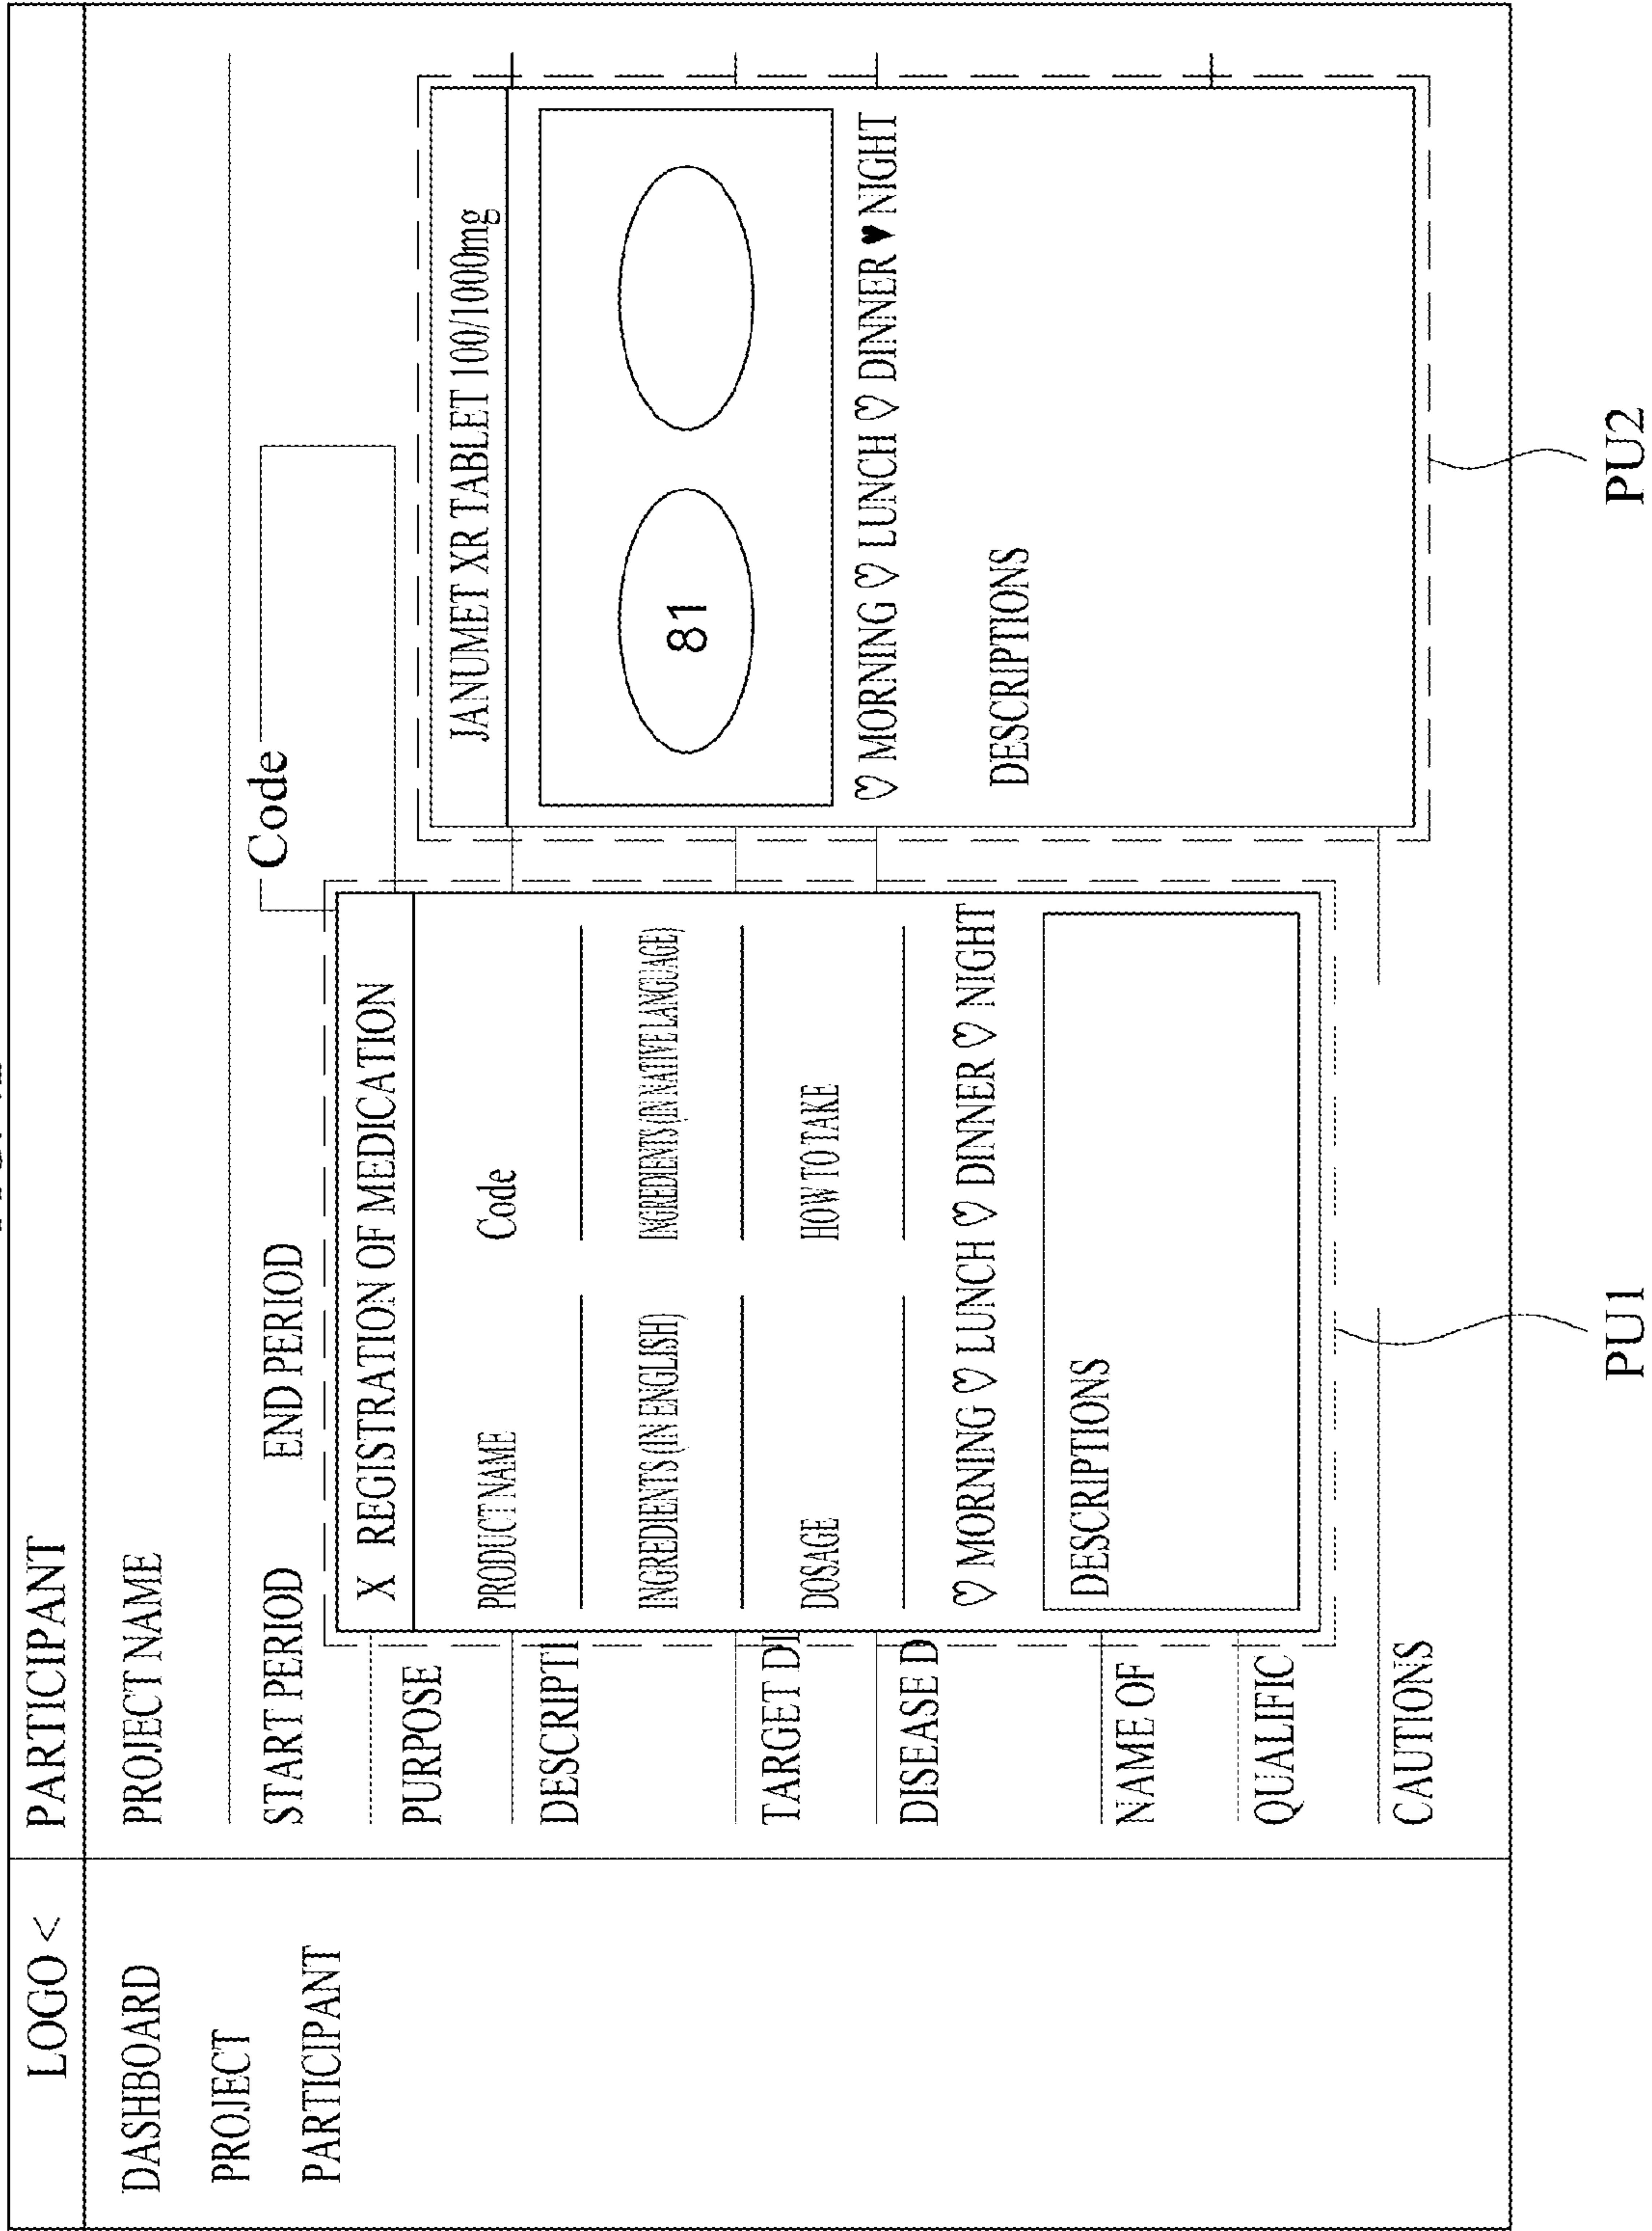 LOGO <
PARTICIPANT
DASHBOARD
PROJECT
PARTICIPANT
PROJECT NAME
START PERIOD
END PERIOD
Code
PURPOSE
DESCRIPTI
TARGET DI
DISEASE D
NAME OF
QUALIFIC
CAUTIONS
X REGISTRATION OF MEDICATION
PRODUCT NAME
Code
INGREDIENTS (IN ENGLISH)
INGREDIENTS (IN NATIVE LANGUAGE)
DOSAGE
HOW TO TAKE
♡ MORNING ♡ LUNCH ♡ DINNER ♡ NIGHT
DESCRIPTIONS
JANUMET XR TABLET 100/1000mg
81
♡ MORNING ♡ LUNCH ♡ DINNER ♥ NIGHT
DESCRIPTIONS
PU1
PU2